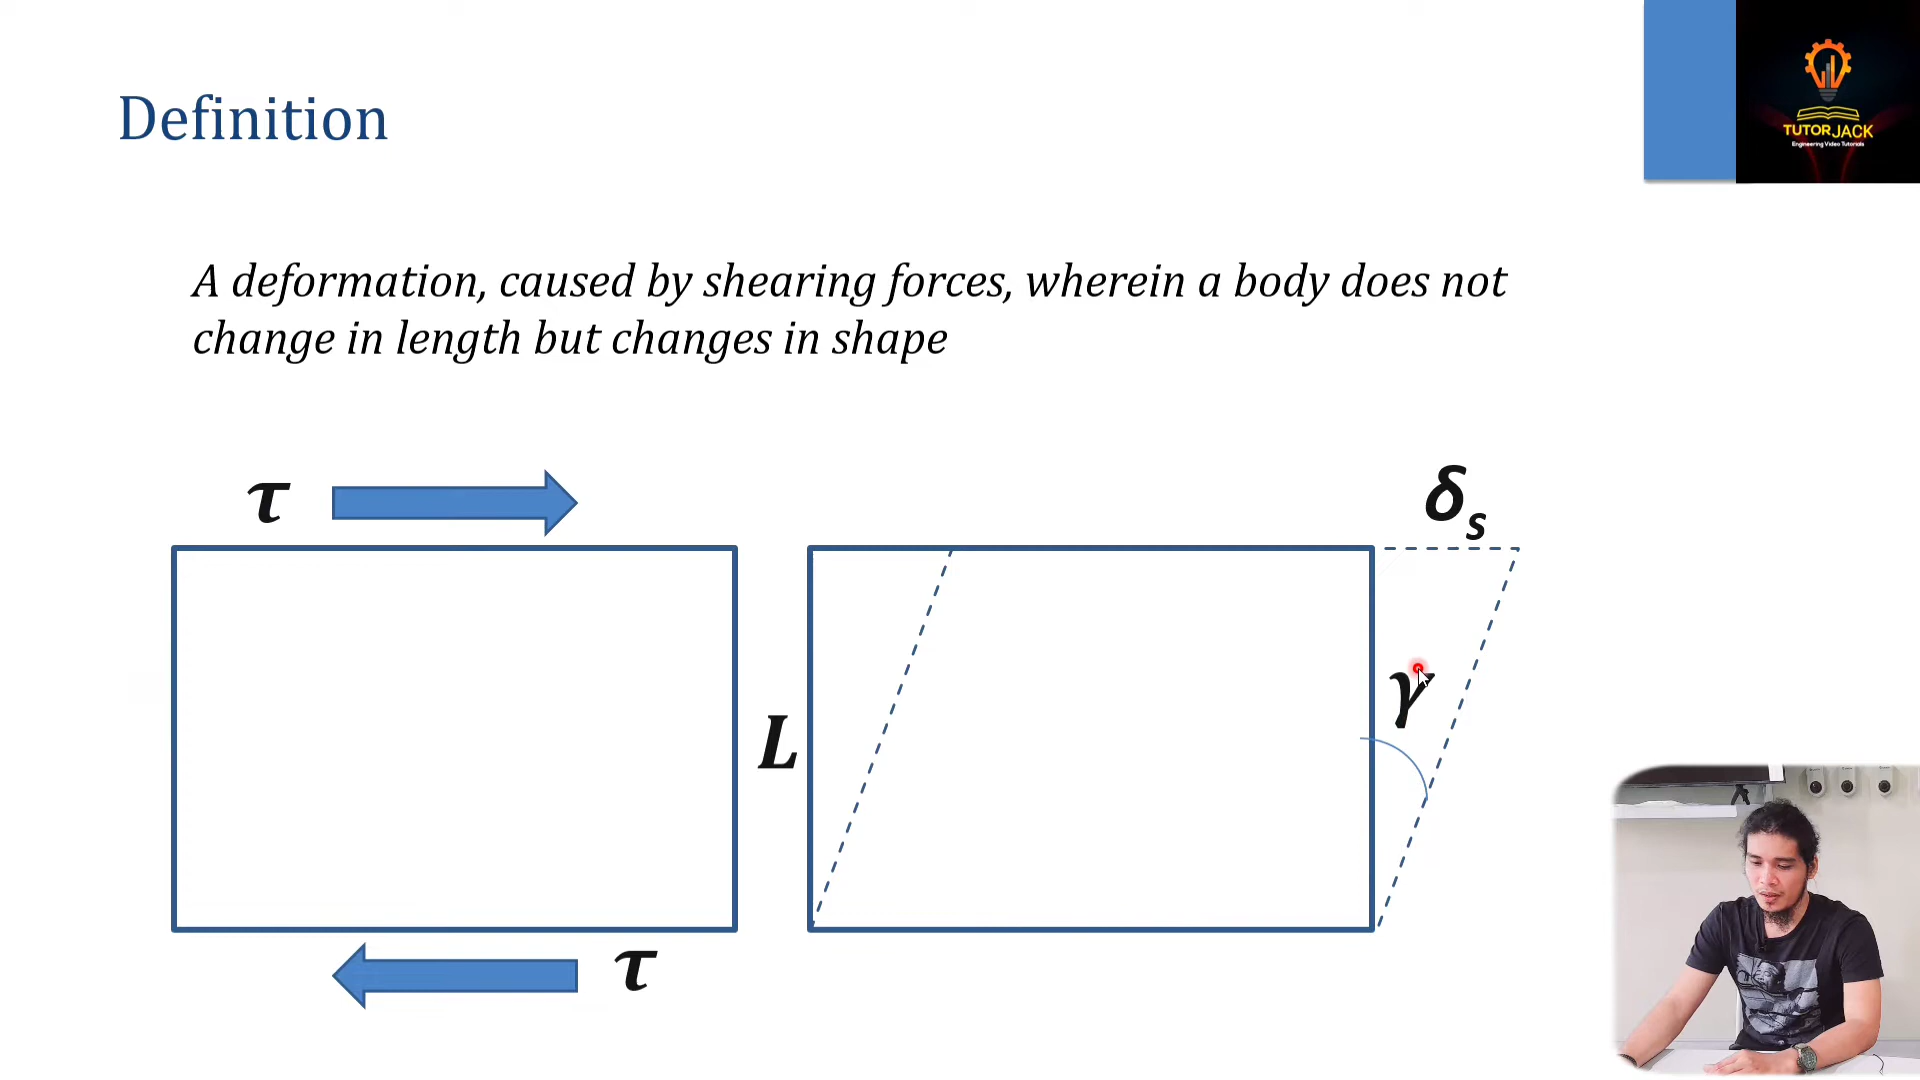 TUTORJACK
Engineering Video Tutorials
Definition
A deformation, caused by shearing forces, wherein a body does not
change in length but changes in shape
τ
δs
γ
L
τ